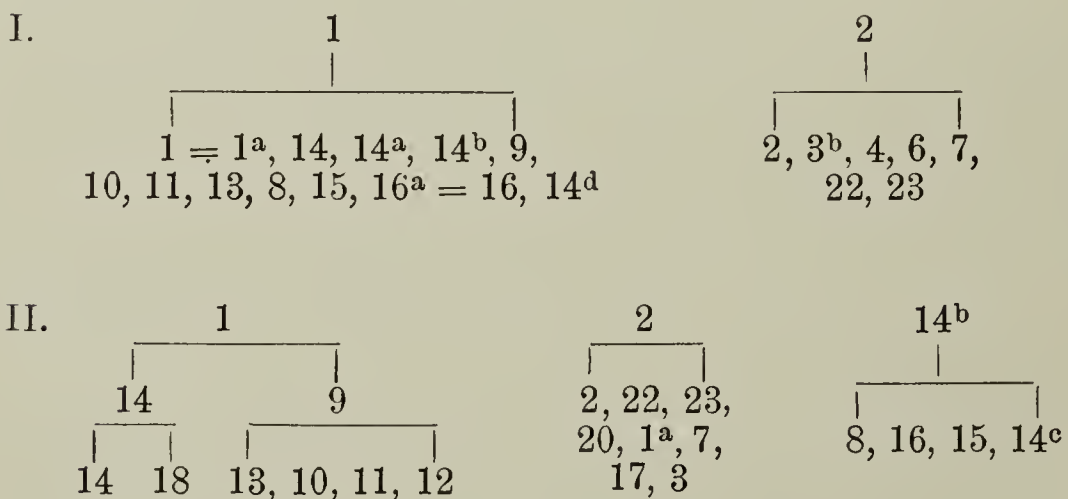 I. 1 2
1 = 1ᵃ, 14, 14ᵃ, 14ᵇ, 9, 2, 3ᵇ, 4, 6, 7,
10, 11, 13, 8, 15, 16ᵃ = 16, 14ᵈ 22, 23
II. 1 2 14ᵇ
14 9 2, 22, 23,
20, 1ᵃ, 7, 8, 16, 15, 14ᶜ
14 18 13, 10, 11, 12 17, 3